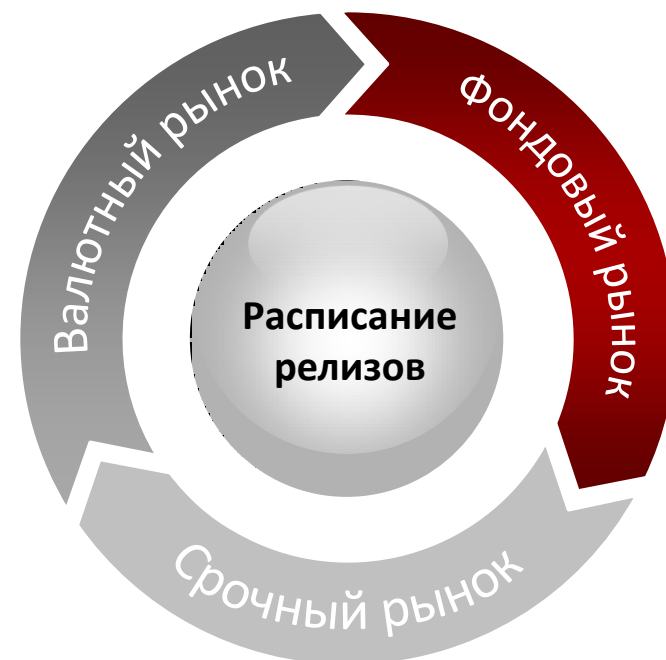 Валютный рынок
Фондовый рынок
Расписание
релизов
Срочный рынок